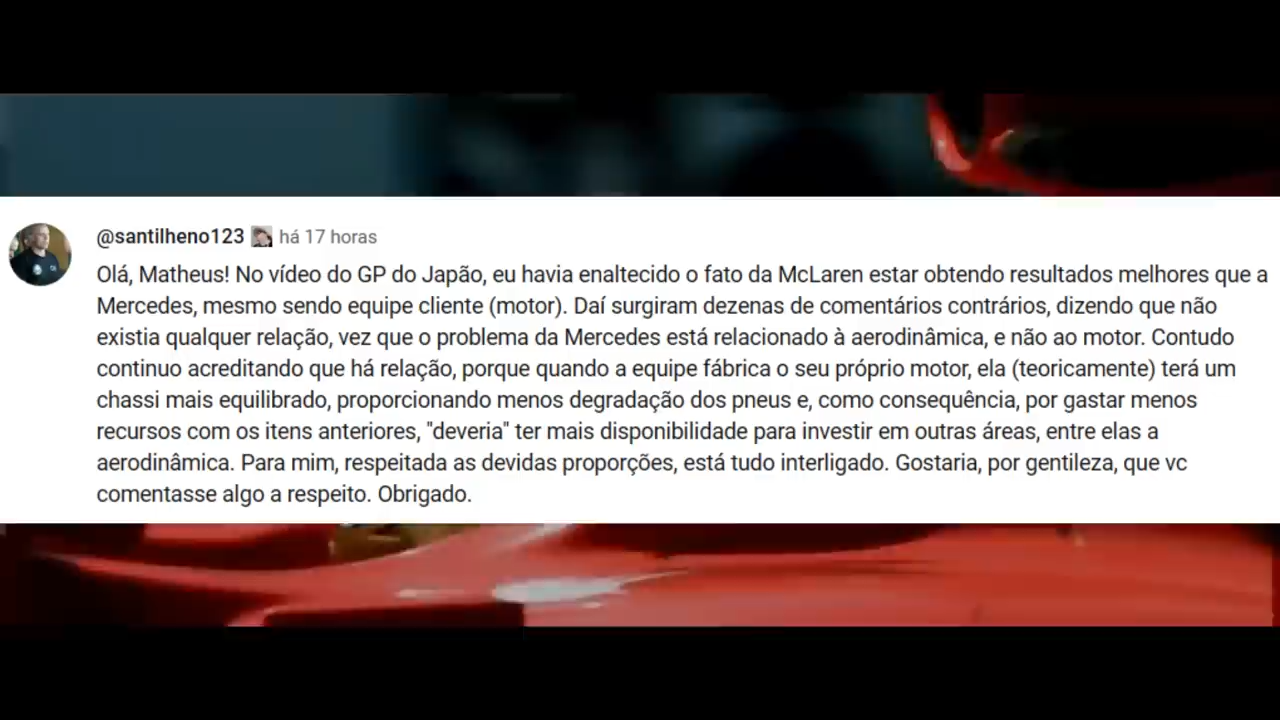 @santilheno123 há 17 horas
Olá, Matheus! No vídeo do GP do Japão, eu havia enaltecido o fato da McLaren estar obtendo resultados melhores que a
Mercedes, mesmo sendo equipe cliente (motor). Daí surgiram dezenas de comentários contrários, dizendo que não
existia qualquer relação, vez que o problema da Mercedes está relacionado à aerodinâmica, e não ao motor. Contudo
continuo acreditando que há relação, porque quando a equipe fábrica o seu próprio motor, ela (teoricamente) terá um
chassi mais equilibrado, proporcionando menos degradação dos pneus e, como consequência, por gastar menos
recursos com os itens anteriores, "deveria" ter mais disponibilidade para investir em outras áreas, entre elas a
aerodinâmica. Para mim, respeitada as devidas proporções, está tudo interligado. Gostaria, por gentileza, que vc
comentasse algo a respeito. Obrigado.